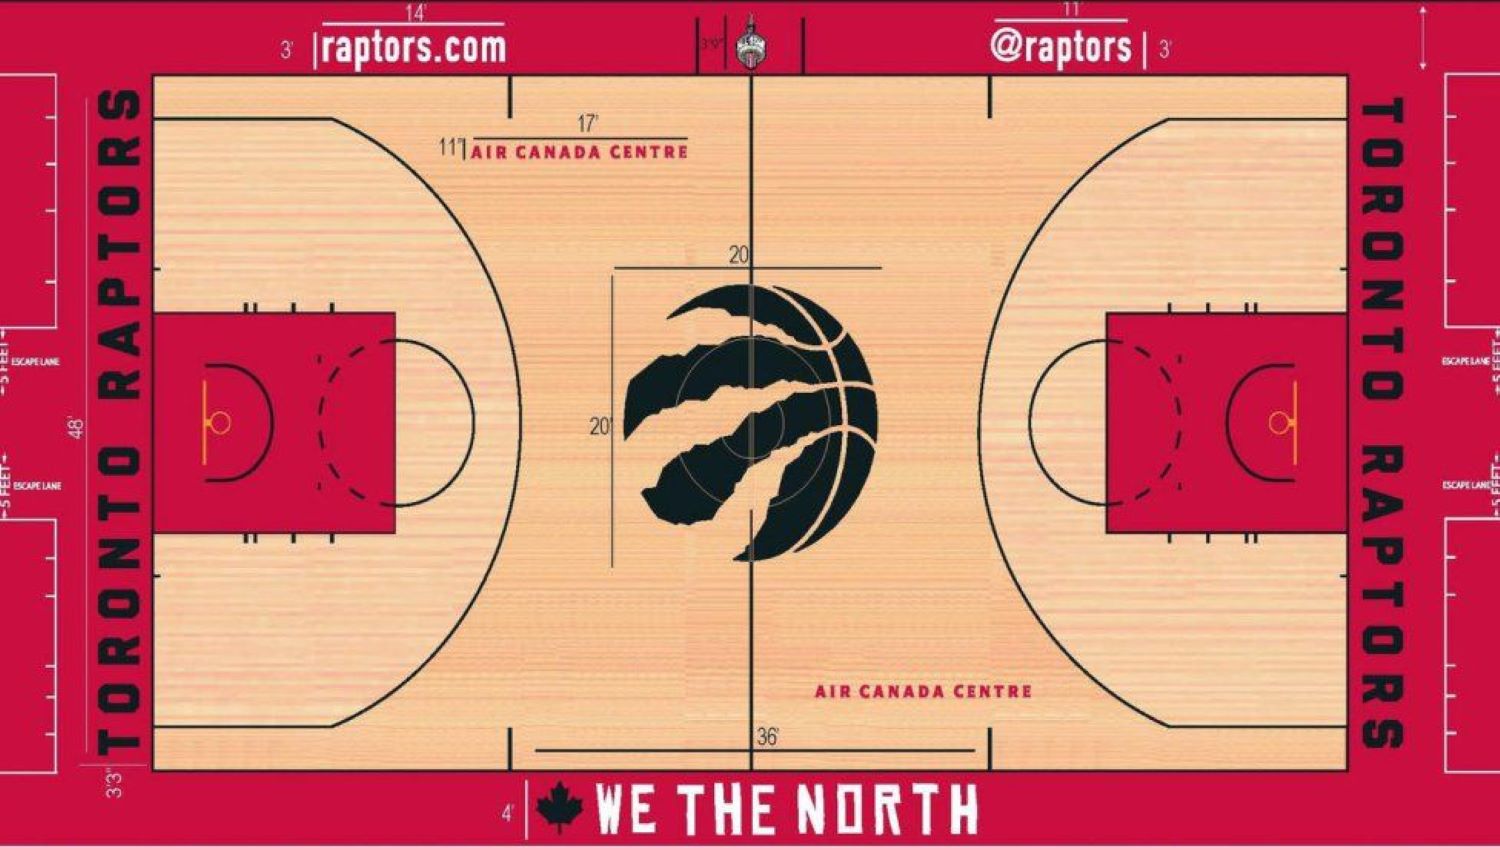 14'
11'
3'
raptors.com
3'9"
@raptors
3'
TORONTO RAPTORS
TORONTO RAPTORS
17'
11"
AIR CANADA CENTRE
20
20'
5 FEET
ESCAPE LANE
ESCAPE LANE
5 FEET
48'
5 FEET
ESCAPE LANE
ESCAPE LANE
5 FEET
AIR CANADA CENTRE
36'
3'3"
4'
WE THE NORTH